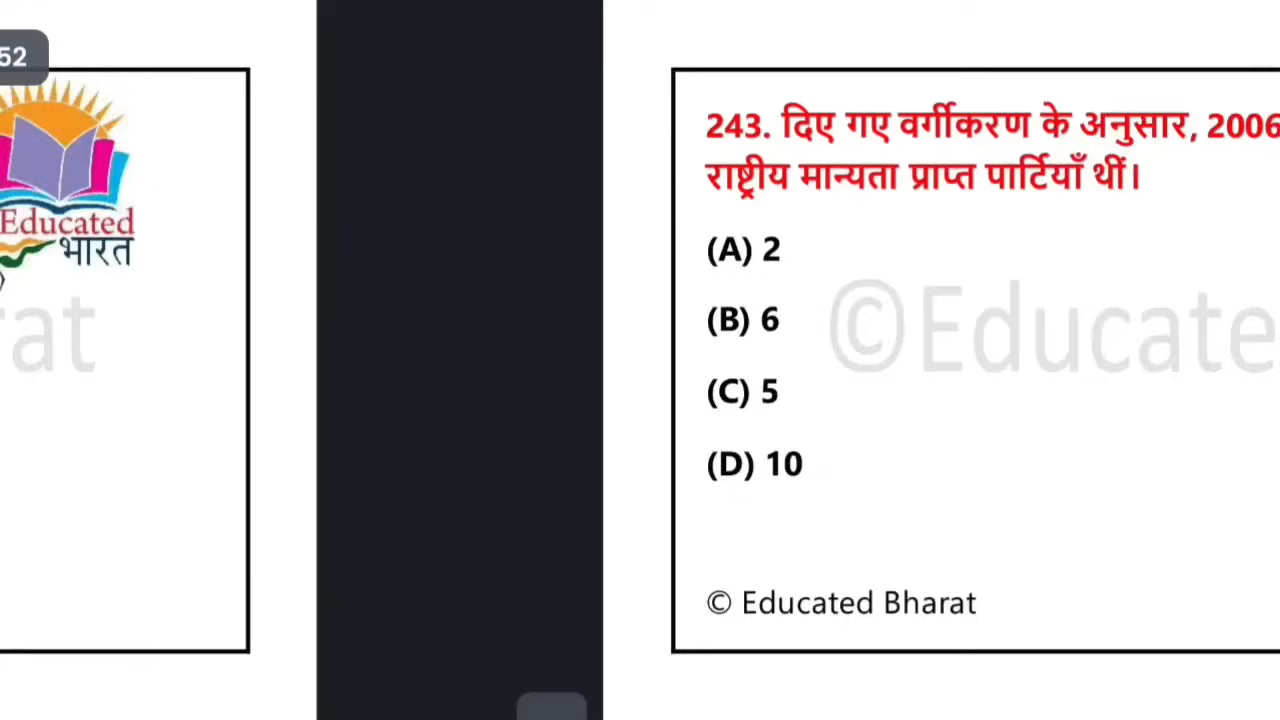 52
Educated
भारत
rat
243. दिए गए वर्गीकरण के अनुसार, 2006
राष्ट्रीय मान्यता प्राप्त पार्टियाँ थीं।
(A) 2
(B) 6
(C) 5
(D) 10
©Educate
© Educated Bharat